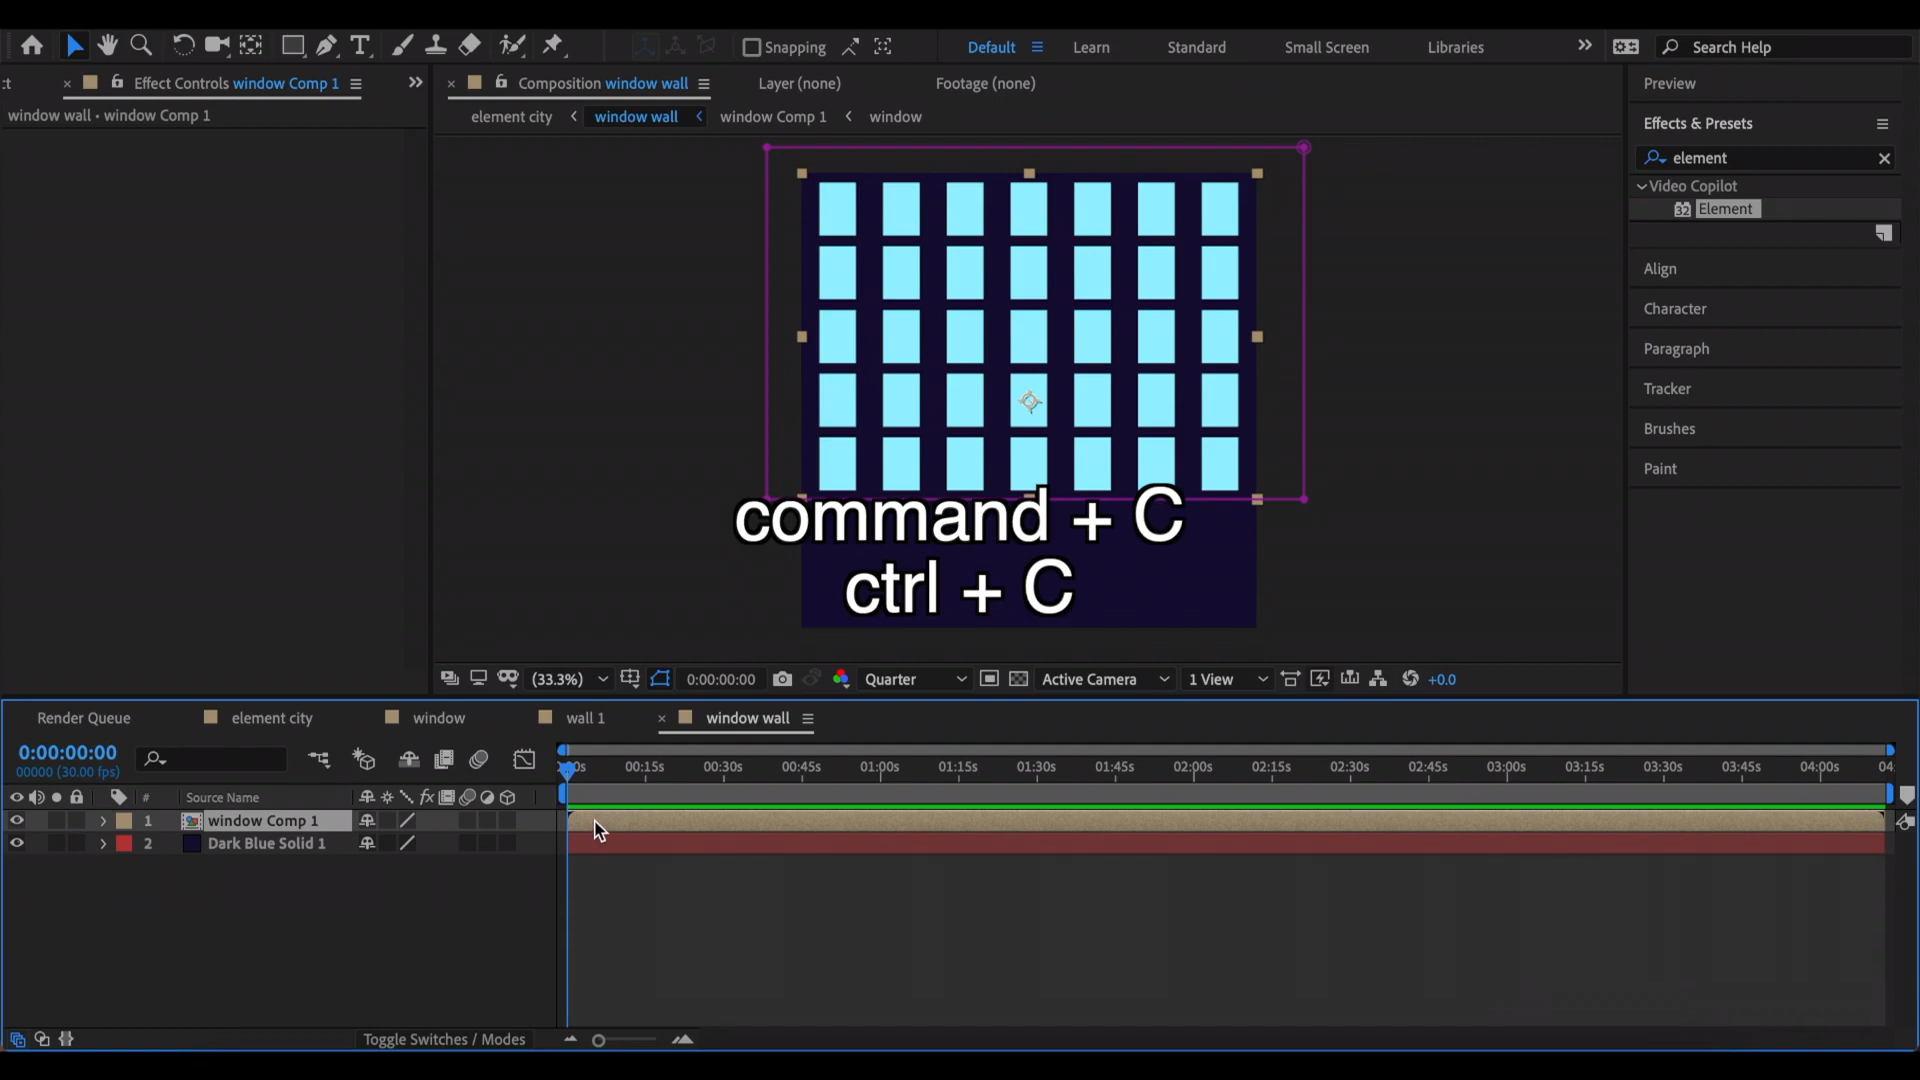 Snapping
Default
Learn
Standard
Small Screen
Libraries
Search Help
ct
Effect Controls window Comp 1
Composition window wall
Layer (none)
Footage (none)
Preview
window wall • window Comp 1
element city
window wall
window Comp 1
window
Effects & Presets
element
Video Copilot
32 Element
Align
Character
Paragraph
Tracker
Brushes
Paint
command + C
ctrl + C
(33.3%)
0:00:00:00
Quarter
Active Camera
1 View
+0.0
Render Queue
element city
window
wall 1
window wall
0:00:00:00
00000 (30.00 fps)
00s 00:15s 00:30s 00:45s 01:00s 01:15s 01:30s 01:45s 02:00s 02:15s 02:30s 02:45s 03:00s 03:15s 03:30s 03:45s 04:00s 04:
# Source Name fx
1 window Comp 1
2 Dark Blue Solid 1
Toggle Switches / Modes